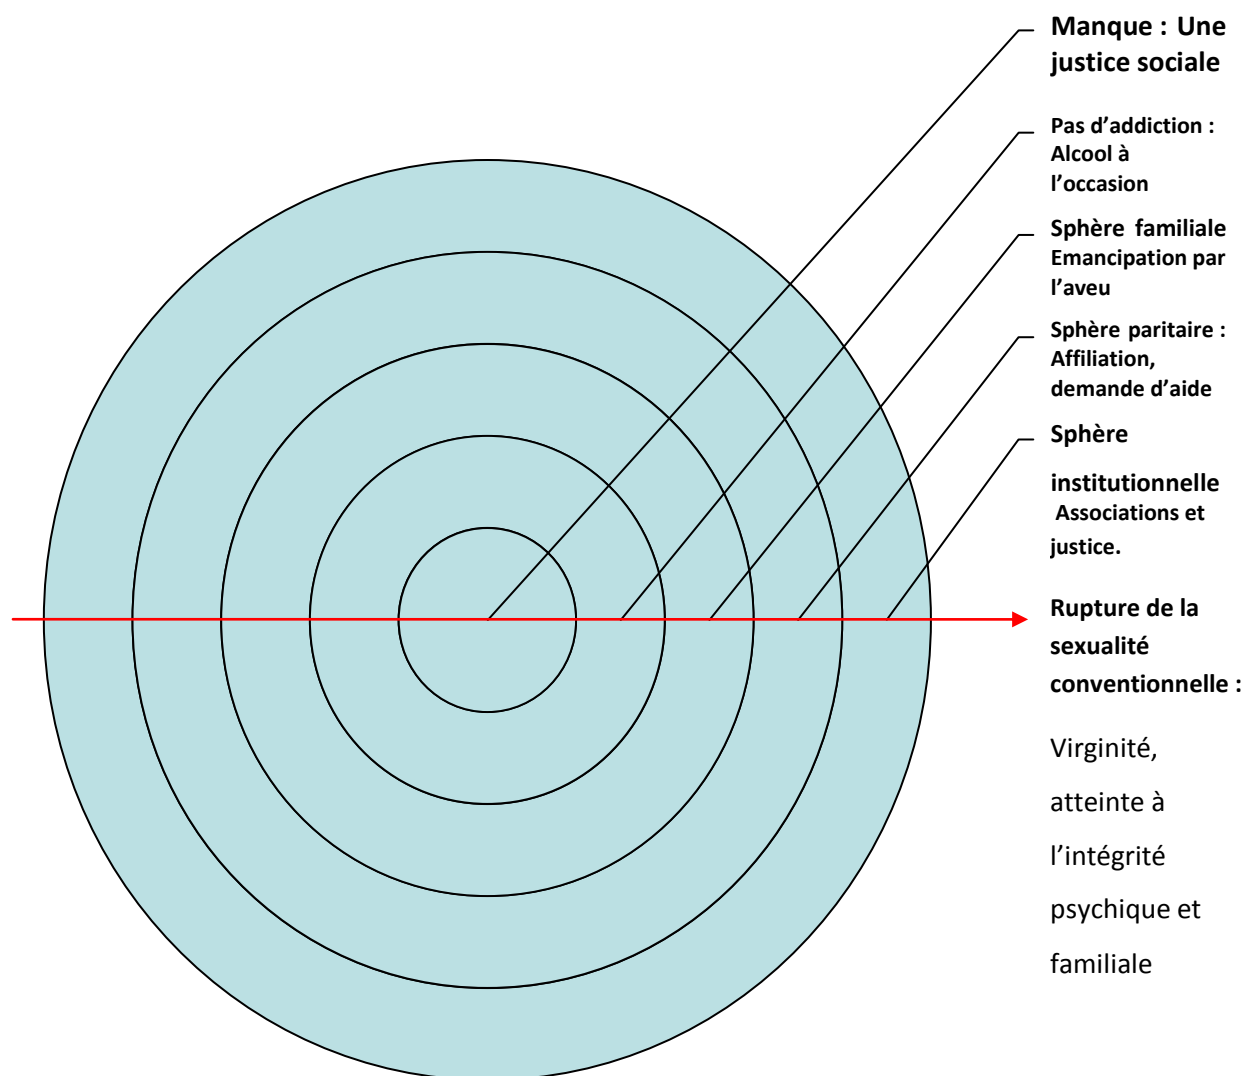 Manque : Une
justice sociale
Pas d’addiction :
Alcool à
l’occasion
Sphère familiale
Emancipation par
l’aveu
Sphère paritaire :
Affiliation,
demande d’aide
Sphère
institutionnelle
Associations et
justice.
Rupture de la
sexualité
conventionnelle :
Virginité,
atteinte à
l’intégrité
psychique et
familiale